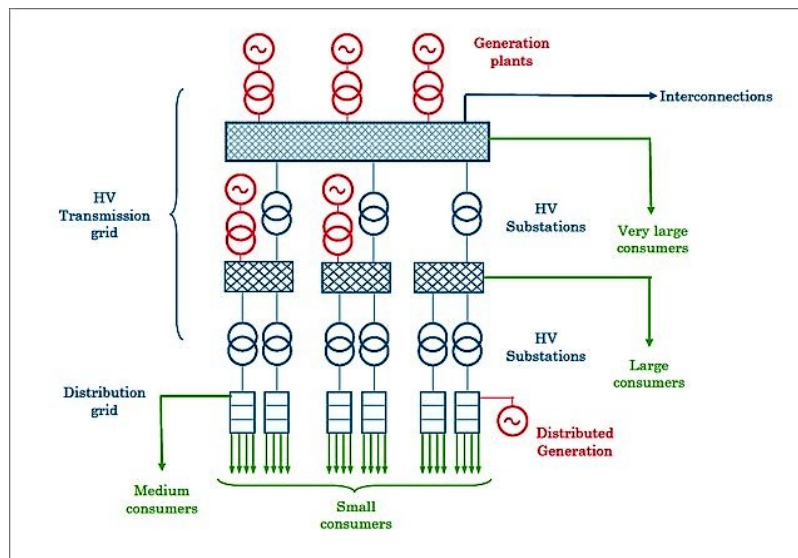 Generation
plants
Interconnections
HV
Transmission
grid
HV
Substations
Very large
consumers
HV
Substations
Large
consumers
Distribution
grid
Distributed
Generation
Medium
consumers
Small
consumers